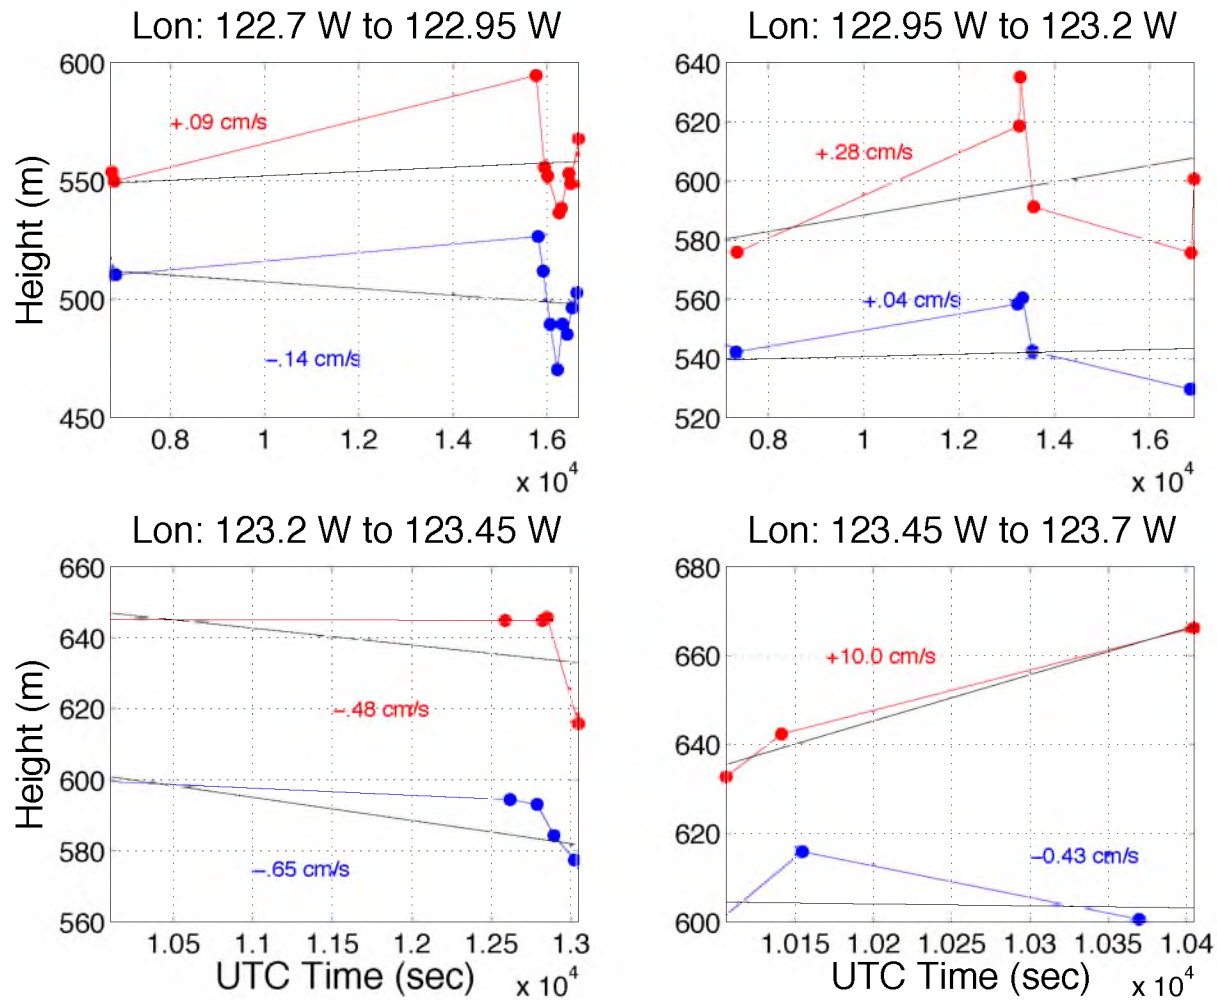 Lon: 122.7 W to 122.95 W
Height (m)
600
550
500
450
+.09 cm/s
−.14 cm/s
0.8 1 1.2 1.4 1.6
x 10^4
Lon: 122.95 W to 123.2 W
640
620
600
580
560
540
520
+.28 cm/s
+.04 cm/s
0.8 1 1.2 1.4 1.6
x 10^4
Lon: 123.2 W to 123.45 W
Height (m)
660
640
620
600
580
560
−.48 cm/s
−.65 cm/s
1.05 1.1 1.15 1.2 1.25 1.3
UTC Time (sec)
x 10^4
Lon: 123.45 W to 123.7 W
680
660
640
620
600
+10.0 cm/s
−0.43 cm/s
1.015 1.02 1.025 1.03 1.035 1.04
UTC Time (sec)
x 10^4